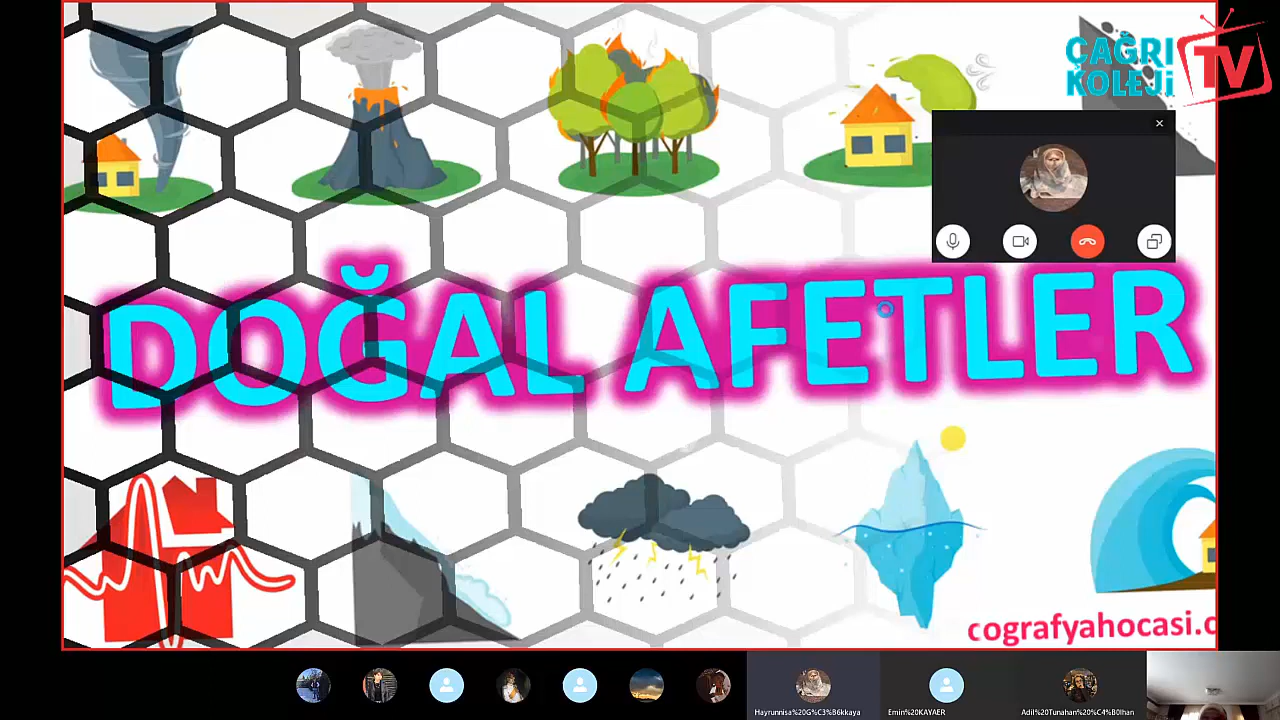 ÇAĞRI
KOLEJİ
TV
DOĞAL AFETLER
cografyahocasi.c
Hayrunnisa%20G%C3%B6kkaya
Emin%20KAYAER
Adil%20Tunahan%20%C4%B0lhan